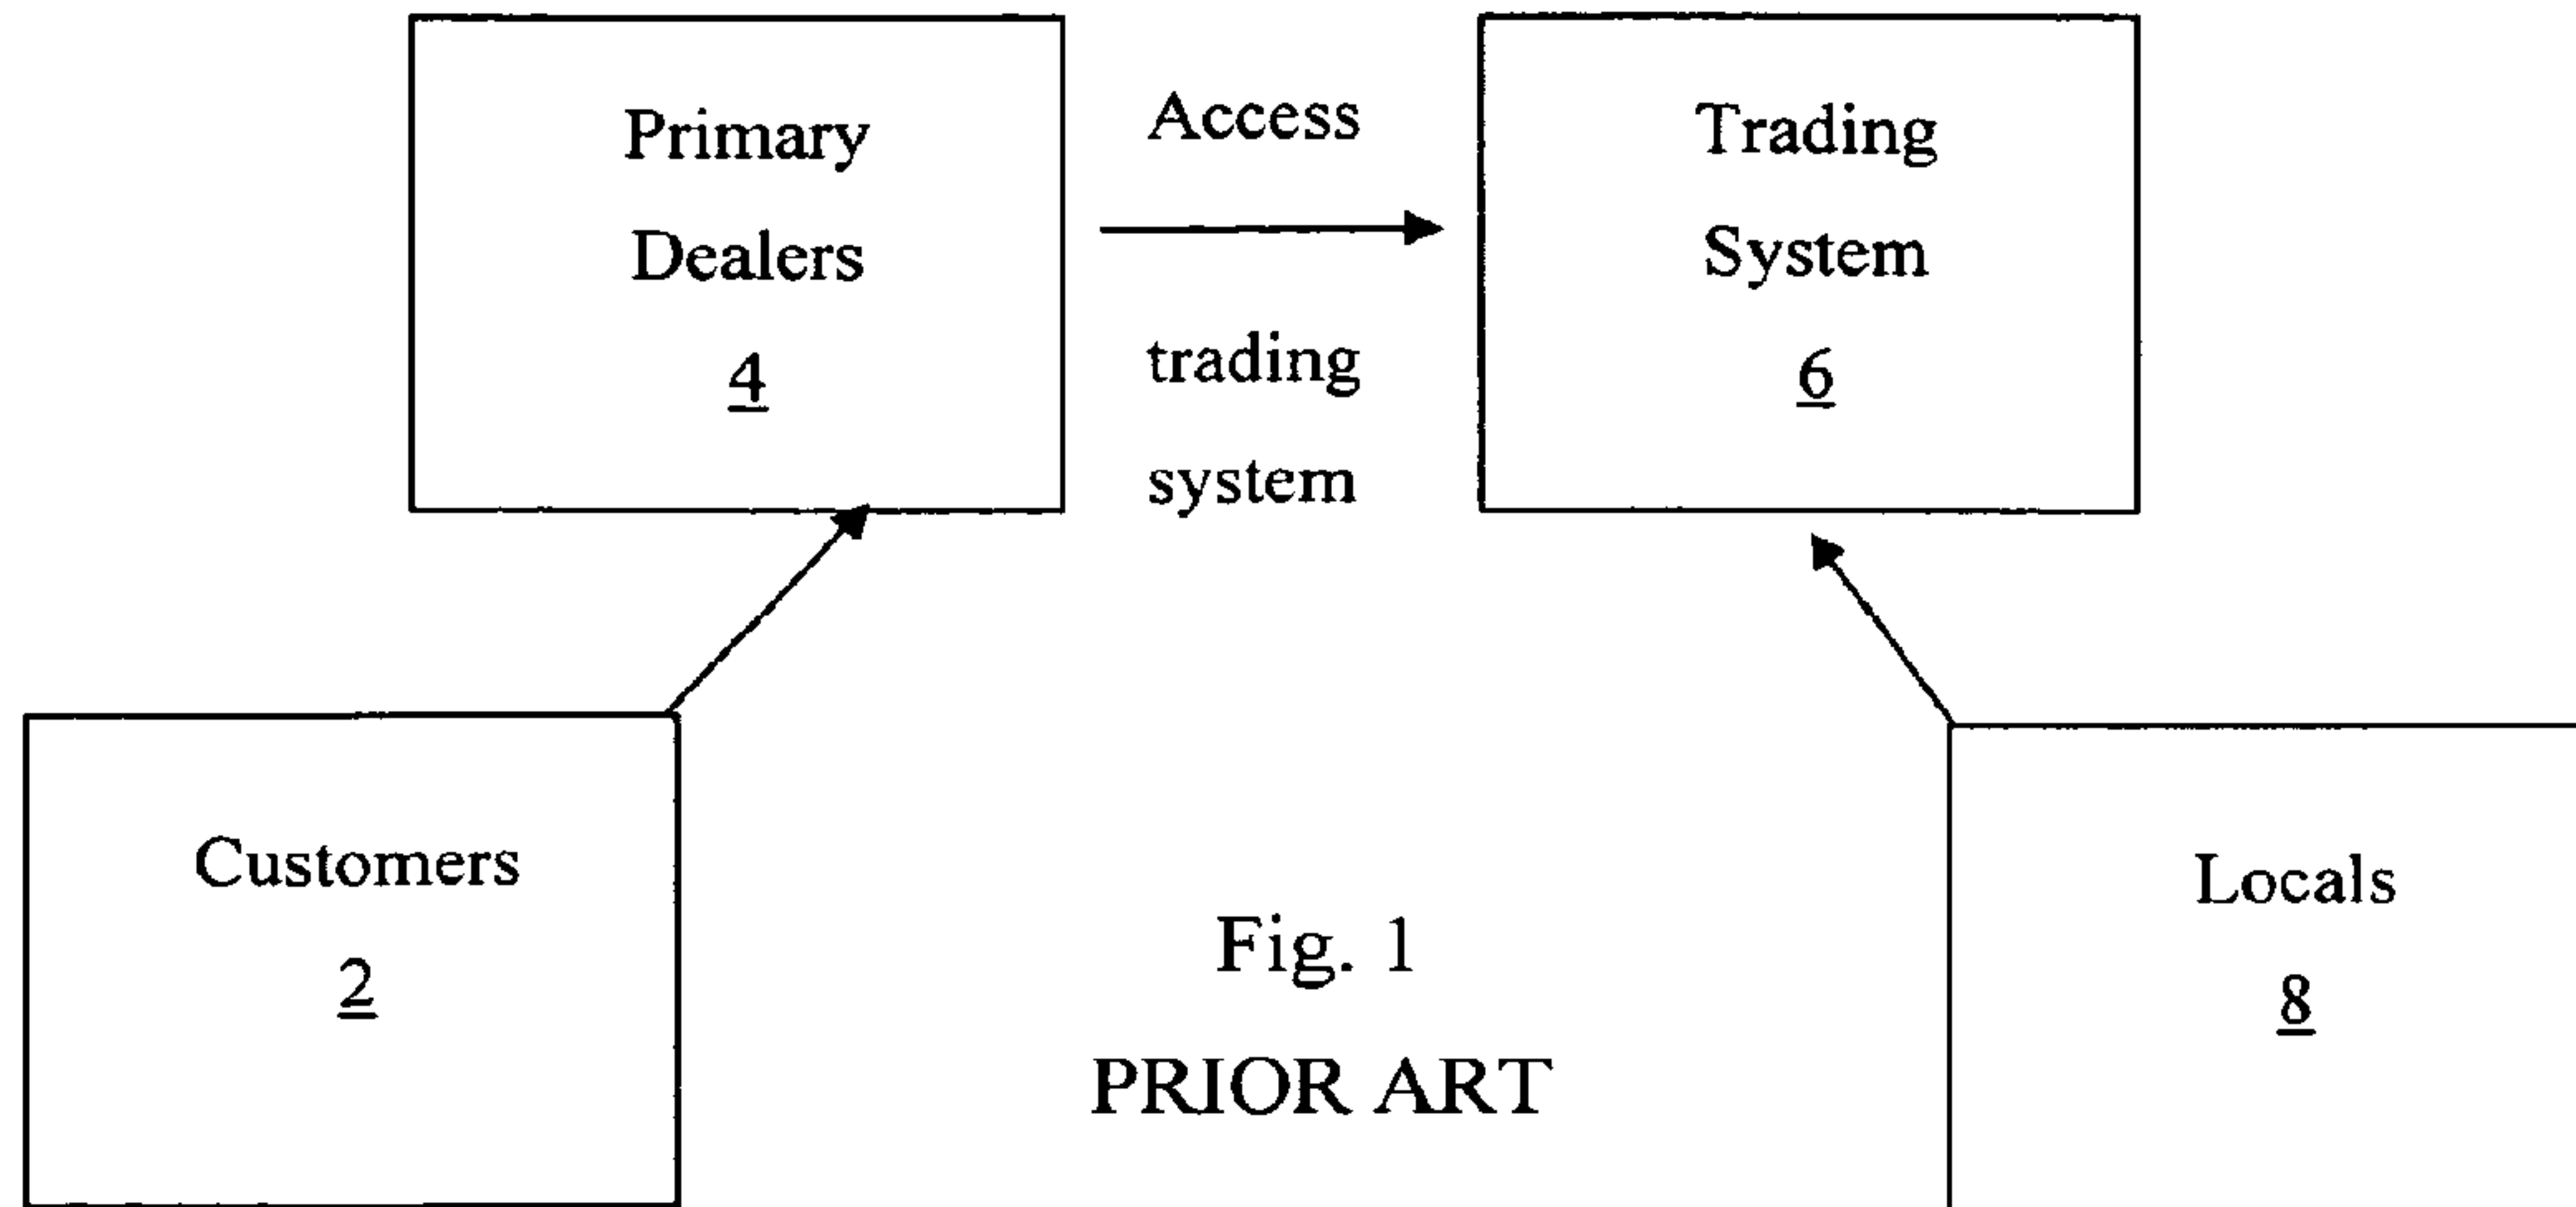 Primary
Dealers
4
Access
trading
system
Trading
System
6
Customers
2
Locals
8
Fig. 1
PRIOR ART